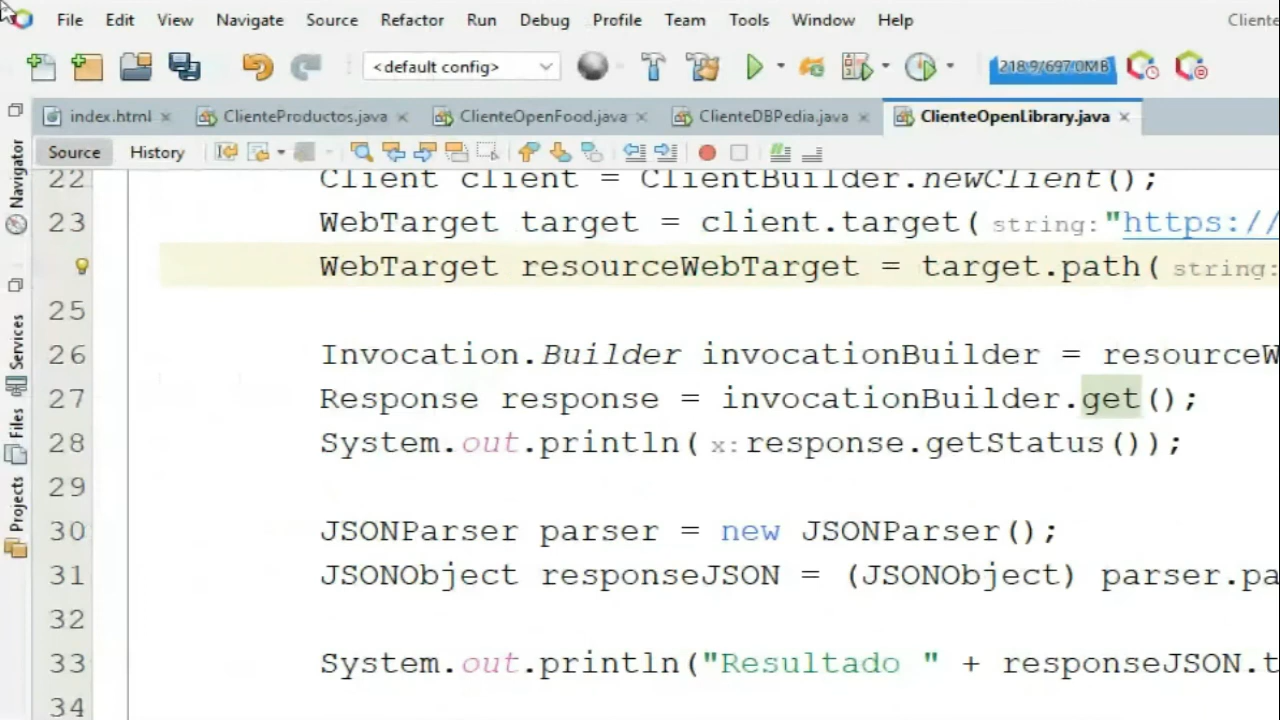 File Edit View Navigate Source Refactor Run Debug Profile Team Tools Window Help Cliente
<default config> 218.9/697.0MB
index.html ClienteProductos.java ClienteOpenFood.java ClienteDBPedia.java ClienteOpenLibrary.java
Source History
Navigator
Services
Files
Projects
22 Client client = ClientBuilder.newClient();
23 WebTarget target = client.target( string: "https://
WebTarget resourceWebTarget = target.path( string:
25
26 Invocation.Builder invocationBuilder = resourceW
27 Response response = invocationBuilder.get();
28 System.out.println( x: response.getStatus());
29
30 JSONParser parser = new JSONParser();
31 JSONObject responseJSON = (JSONObject) parser.pa
32
33 System.out.println("Resultado " + responseJSON.t
34